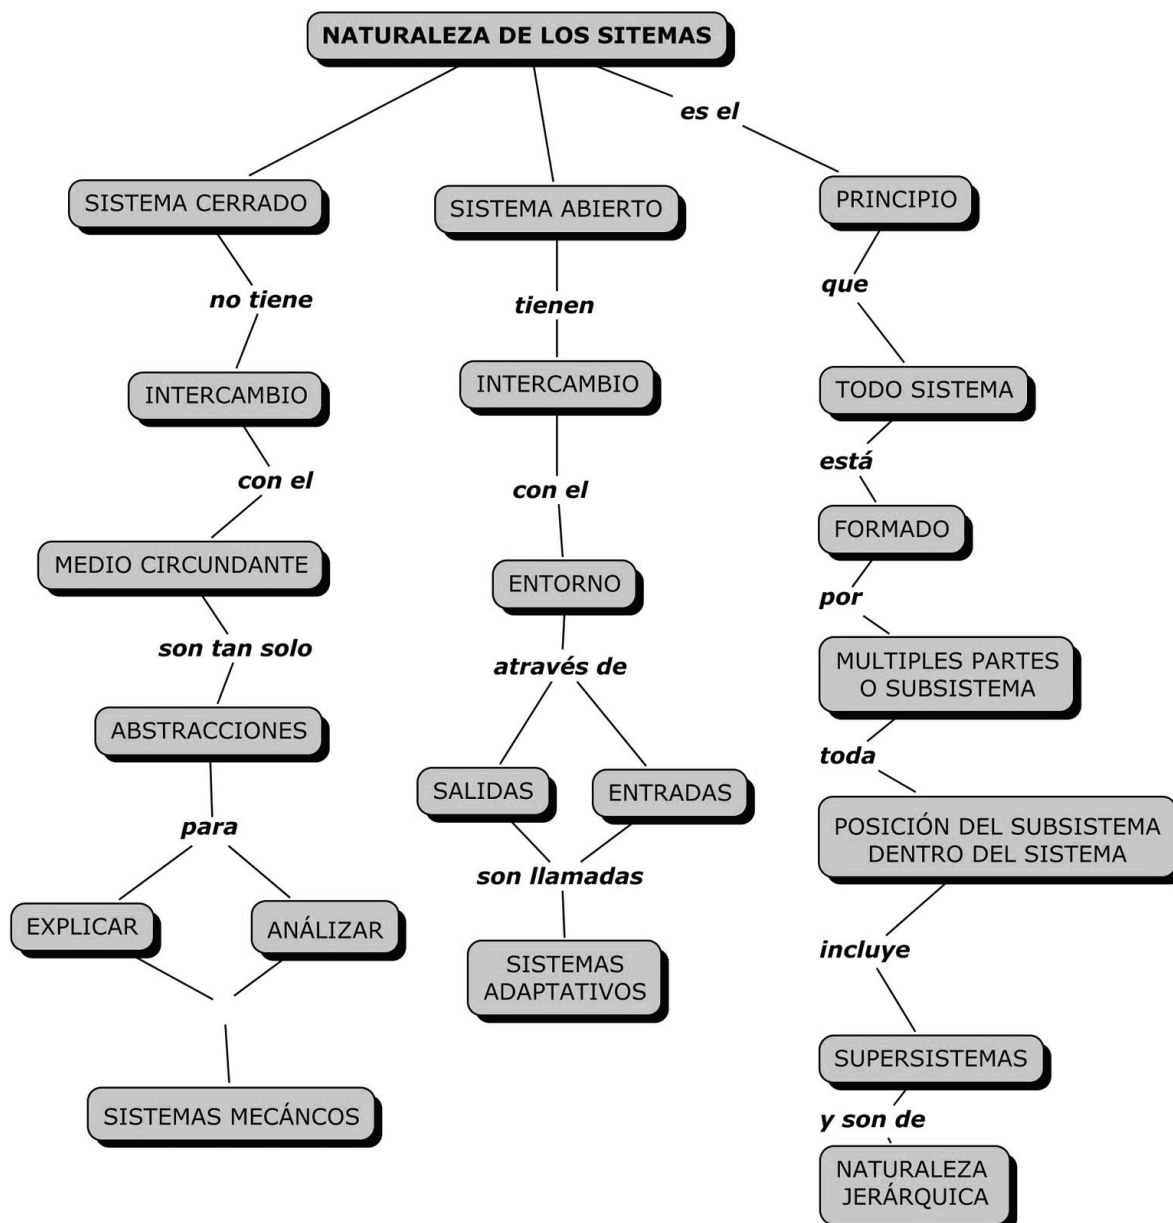 NATURALEZA DE LOS SITEMAS
es el
SISTEMA CERRADO
no tiene
INTERCAMBIO
con el
MEDIO CIRCUNDANTE
son tan solo
ABSTRACCIONES
para
EXPLICAR
ANÁLIZAR
SISTEMAS MECÁNCOS
SISTEMA ABIERTO
tienen
INTERCAMBIO
con el
ENTORNO
através de
SALIDAS
ENTRADAS
son llamadas
SISTEMAS
ADAPTATIVOS
PRINCIPIO
que
TODO SISTEMA
está
FORMADO
por
MULTIPLES PARTES
O SUBSISTEMA
toda
POSICIÓN DEL SUBSISTEMA
DENTRO DEL SISTEMA
incluye
SUPERSISTEMAS
y son de
NATURALEZA
JERÁRQUICA